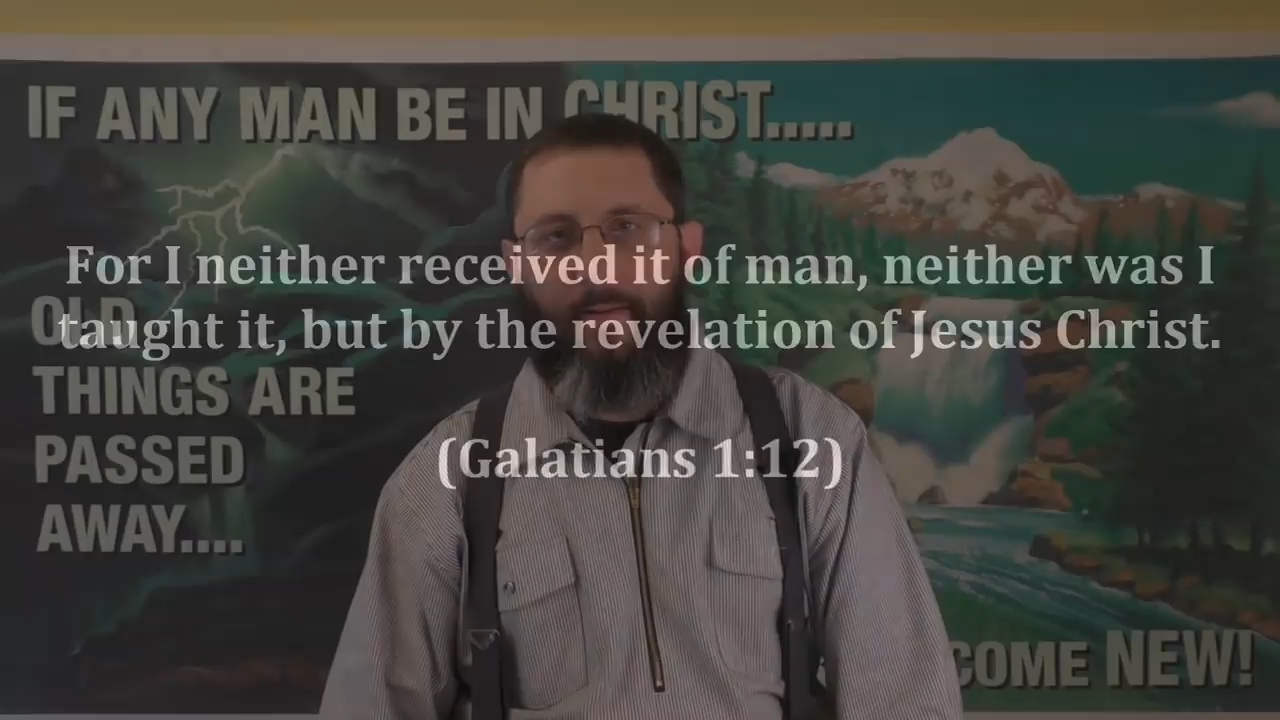 IF ANY MAN BE IN CHRIST.....
For I neither received it of man, neither was I
taught it, but by the revelation of Jesus Christ.
(Galatians 1:12)
OLD
THINGS ARE
PASSED
AWAY....
COME NEW!